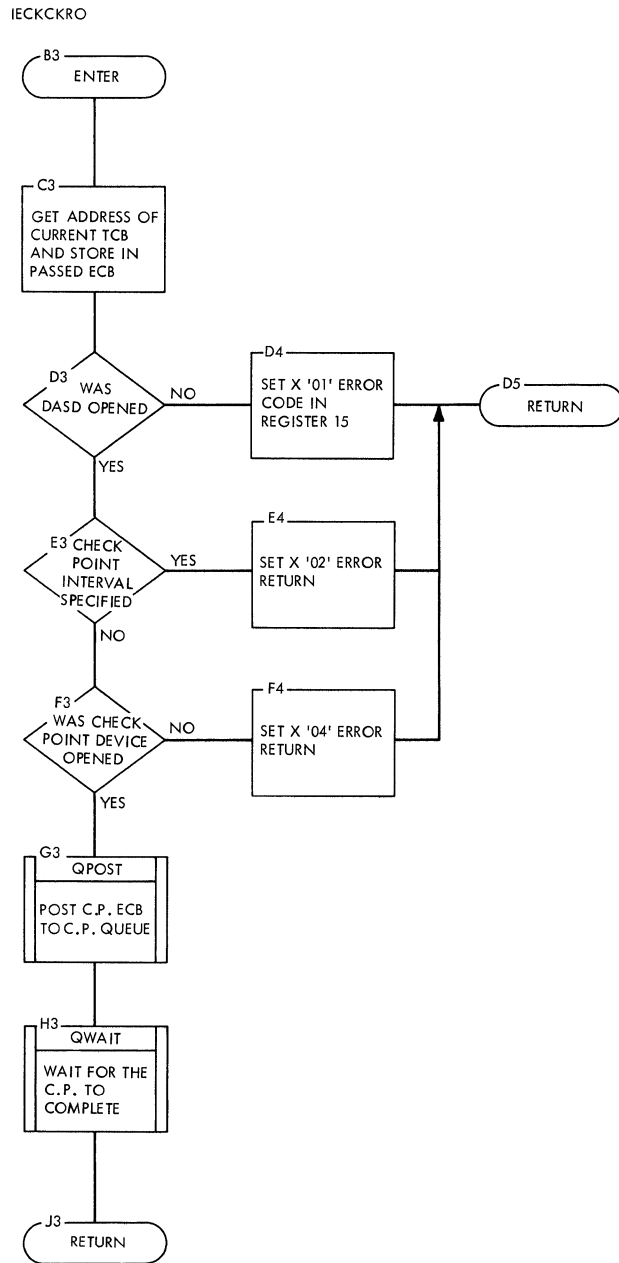 IECKCKRO
B3
ENTER
C3
GET ADDRESS OF
CURRENT TCB
AND STORE IN
PASSED ECB
D3
WAS
DASD OPENED
NO
YES
D4
SET X '01' ERROR
CODE IN
REGISTER 15
D5
RETURN
E3
CHECK
POINT
INTERVAL
SPECIFIED
YES
NO
E4
SET X '02' ERROR
RETURN
F3
WAS CHECK
POINT DEVICE
OPENED
NO
YES
F4
SET X '04' ERROR
RETURN
G3
QPOST
POST C.P. ECB
TO C.P. QUEUE
H3
QWAIT
WAIT FOR THE
C.P. TO
COMPLETE
J3
RETURN